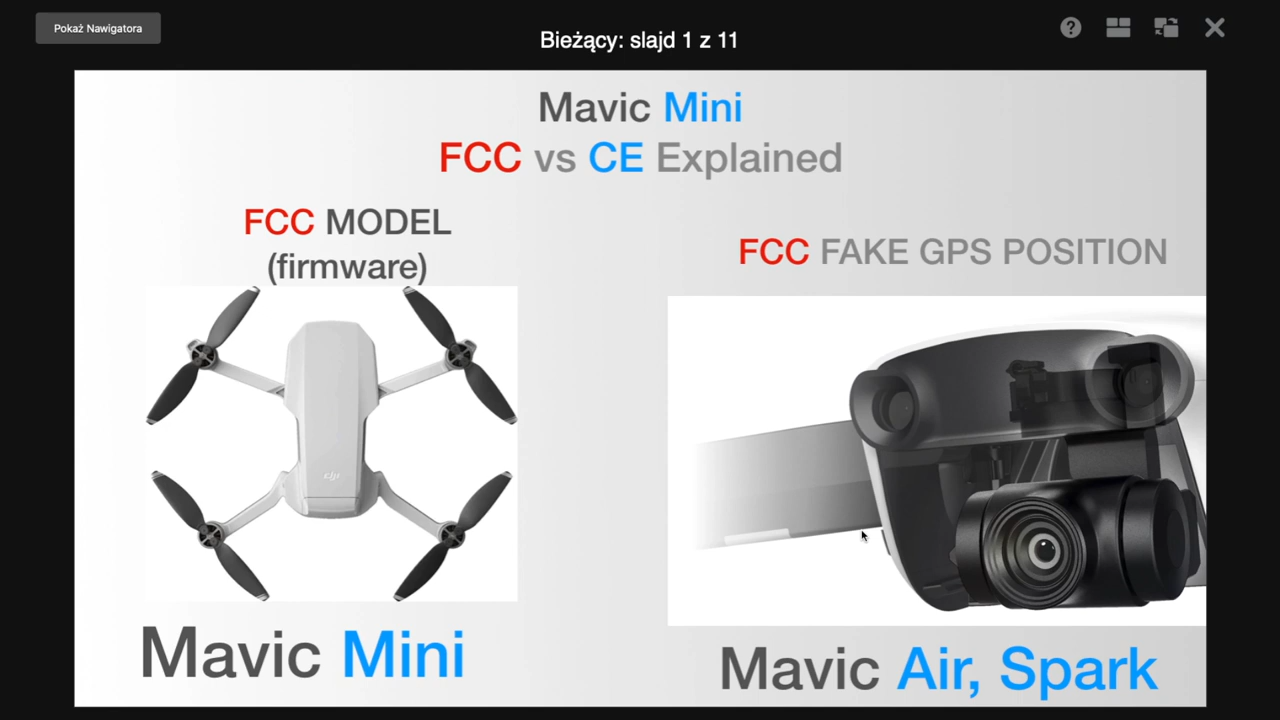 Pokaż Nawigatora
Bieżący: slajd 1 z 11
Mavic Mini
FCC vs CE Explained
FCC MODEL
(firmware)
FCC FAKE GPS POSITION
dji
Mavic Mini
Mavic Air, Spark